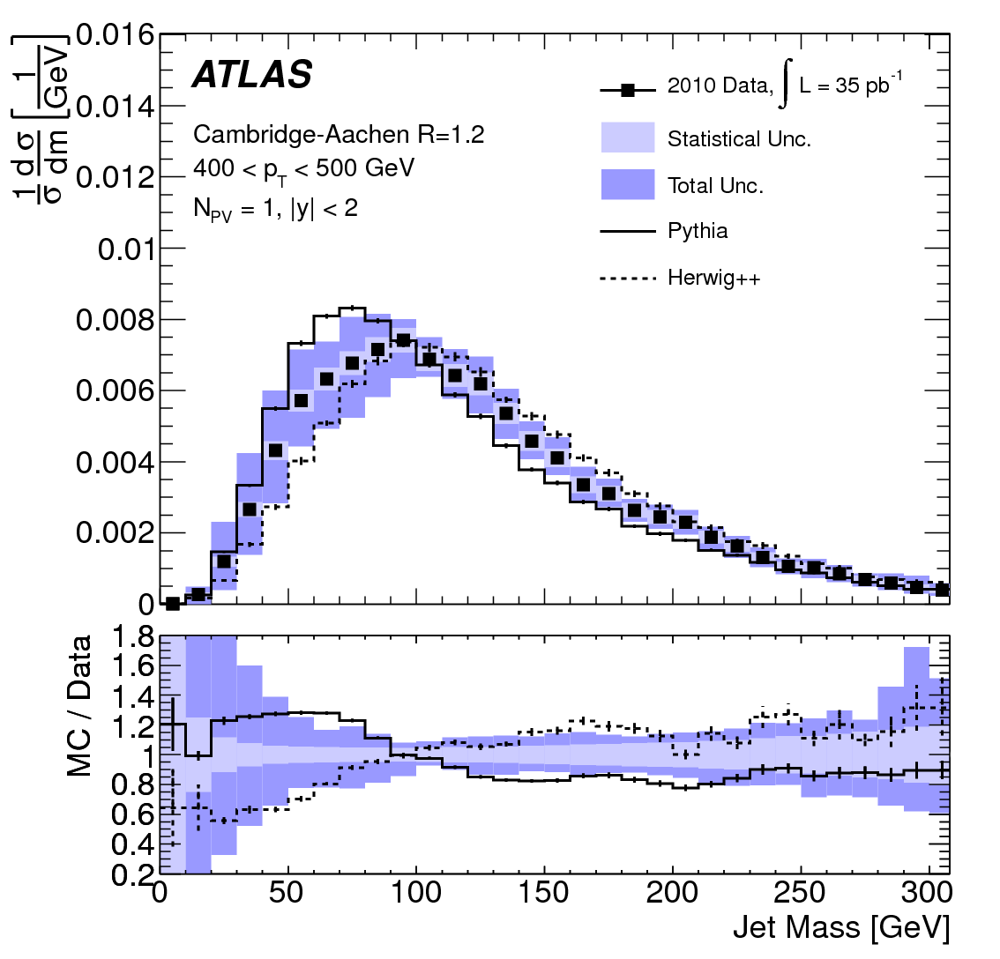 1/σ dσ/dm [1/GeV]
0.016
0.014
0.012
0.01
0.008
0.006
0.004
0.002
0
ATLAS
Cambridge-Aachen R=1.2
400 < p_T < 500 GeV
N_PV = 1, |y| < 2
2010 Data, ∫ L = 35 pb^-1
Statistical Unc.
Total Unc.
Pythia
Herwig++
MC / Data
1.8
1.6
1.4
1.2
1
0.8
0.6
0.4
0.2
0 50 100 150 200 250 300
Jet Mass [GeV]